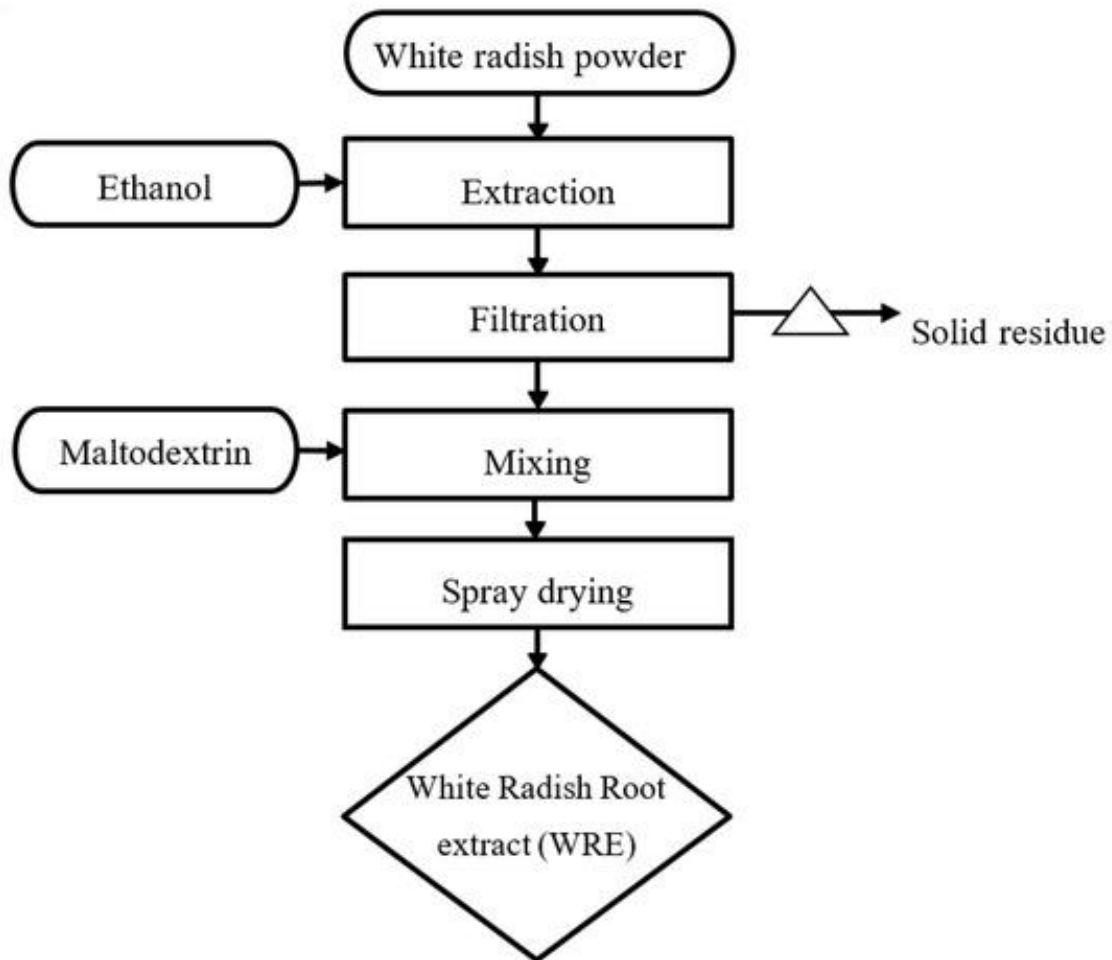 White radish powder
Ethanol
Extraction
Filtration
Solid residue
Maltodextrin
Mixing
Spray drying
White Radish Root
extract (WRE)